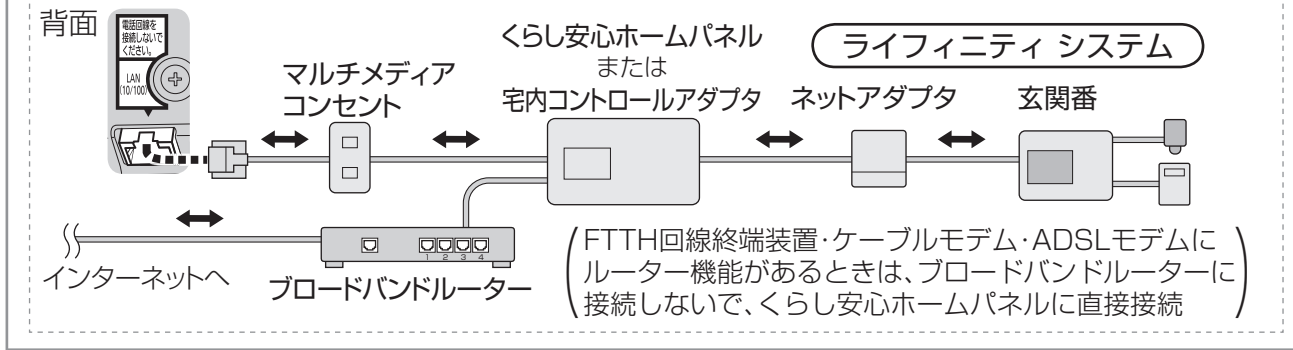 背面
電話回線を
接続しないで
ください。
LAN
(10/100)
マルチメディア
コンセント
くらし安心ホームパネル
または
宅内コントロールアダプタ
ライフィニティ システム
ネットアダプタ
玄関番
インターネットへ
ブロードバンドルーター
1 2 3 4
FTTH回線終端装置・ケーブルモデム・ADSLモデムに
ルーター機能があるときは、ブロードバンドルーターに
接続しないで、くらし安心ホームパネルに直接接続